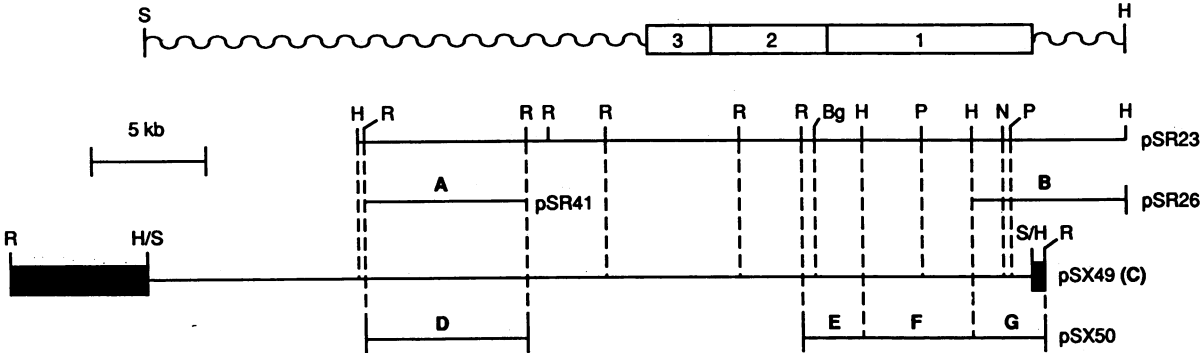 S H
3 2 1
H R R R R R R Bg H P H N P H
5 kb
pSR23
A B
pSR41 pSR26
R H/S S/H R
pSX49 (C)
D E F G
pSX50